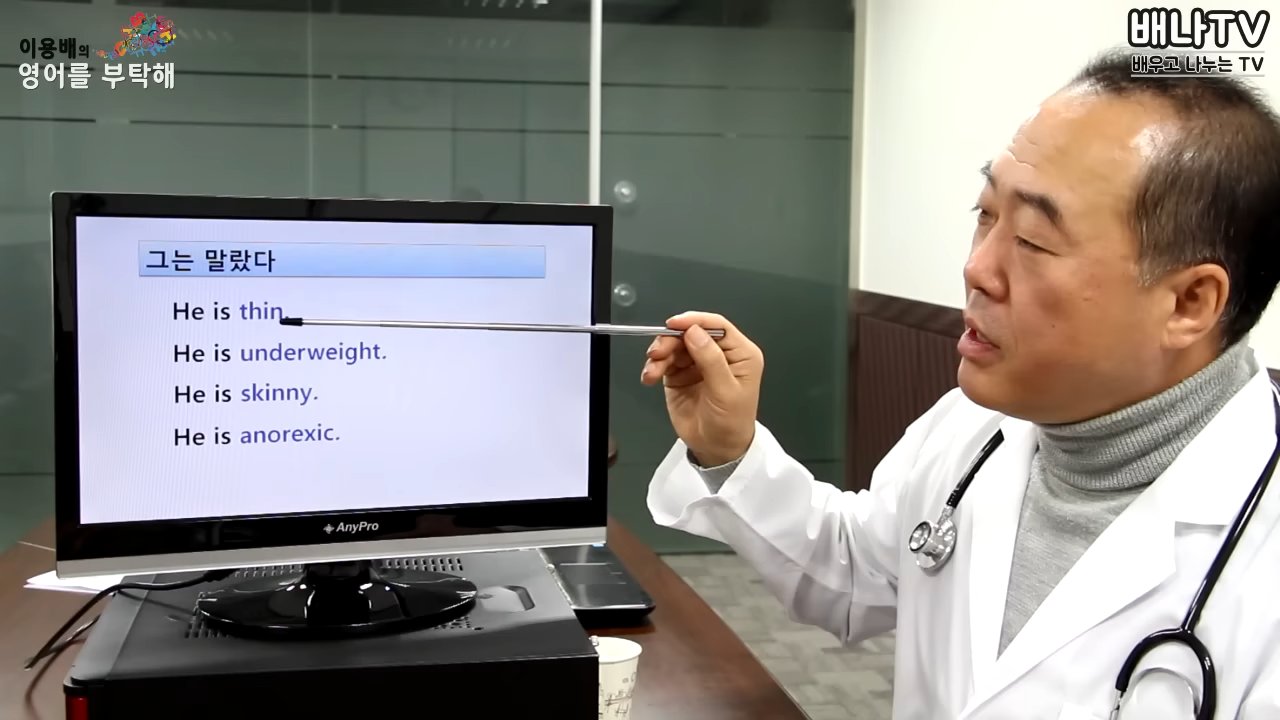 이용배의
영어를 부탁해
배나TV
배우고 나누는 TV
그는 말랐다
He is thin.
He is underweight.
He is skinny.
He is anorexic.
AnyPro